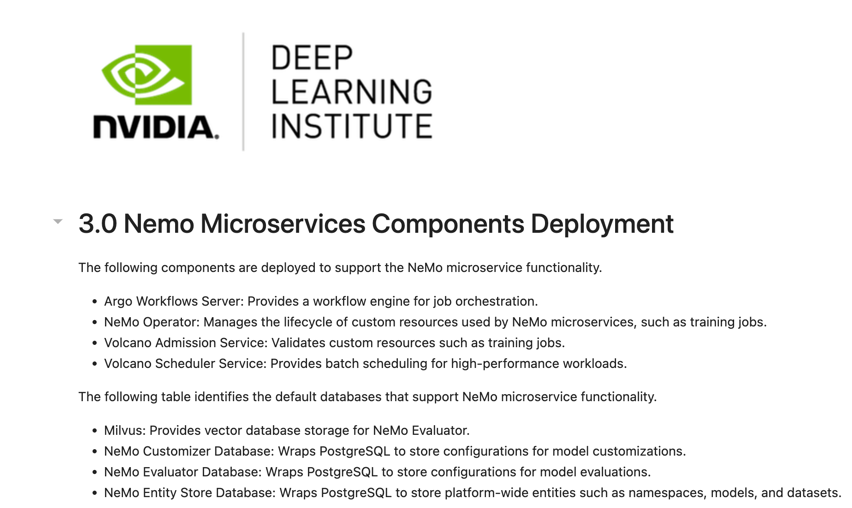 NVIDIA.
DEEP
LEARNING
INSTITUTE
3.0 Nemo Microservices Components Deployment
The following components are deployed to support the NeMo microservice functionality.
• Argo Workflows Server: Provides a workflow engine for job orchestration.
• NeMo Operator: Manages the lifecycle of custom resources used by NeMo microservices, such as training jobs.
• Volcano Admission Service: Validates custom resources such as training jobs.
• Volcano Scheduler Service: Provides batch scheduling for high-performance workloads.
The following table identifies the default databases that support NeMo microservice functionality.
• Milvus: Provides vector database storage for NeMo Evaluator.
• NeMo Customizer Database: Wraps PostgreSQL to store configurations for model customizations.
• NeMo Evaluator Database: Wraps PostgreSQL to store configurations for model evaluations.
• NeMo Entity Store Database: Wraps PostgreSQL to store platform-wide entities such as namespaces, models, and datasets.